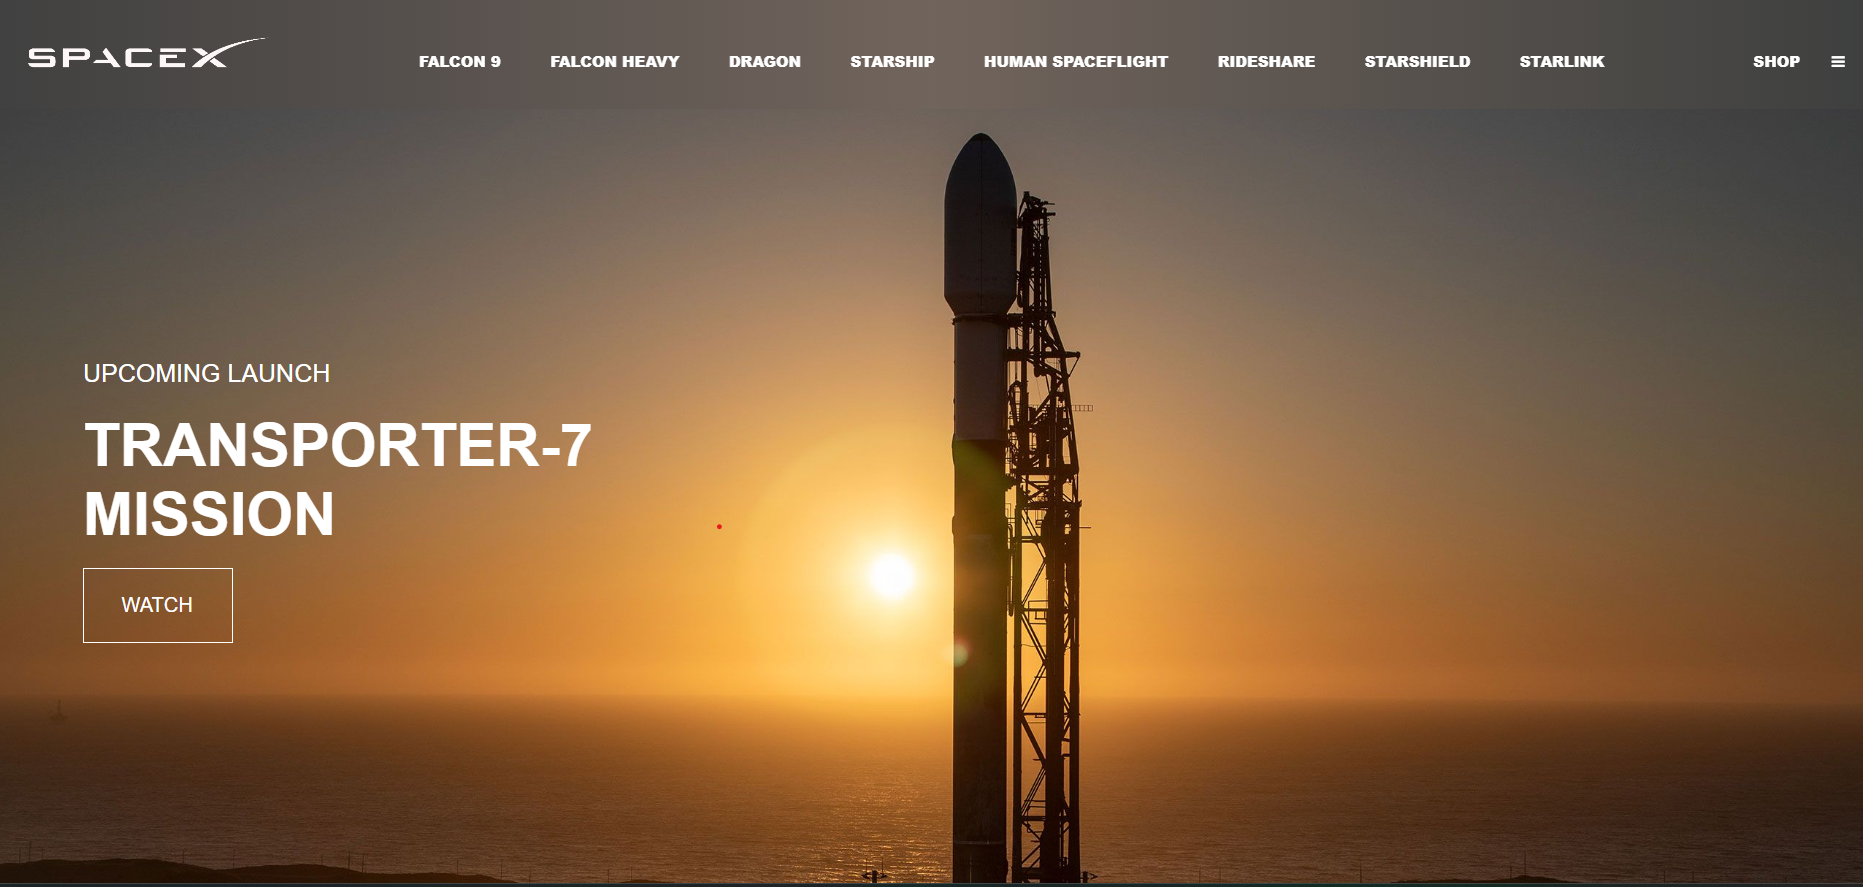 SPACEX
FALCON 9 FALCON HEAVY DRAGON STARSHIP HUMAN SPACEFLIGHT RIDESHARE STARSHIELD STARLINK SHOP
UPCOMING LAUNCH
TRANSPORTER-7
MISSION
WATCH